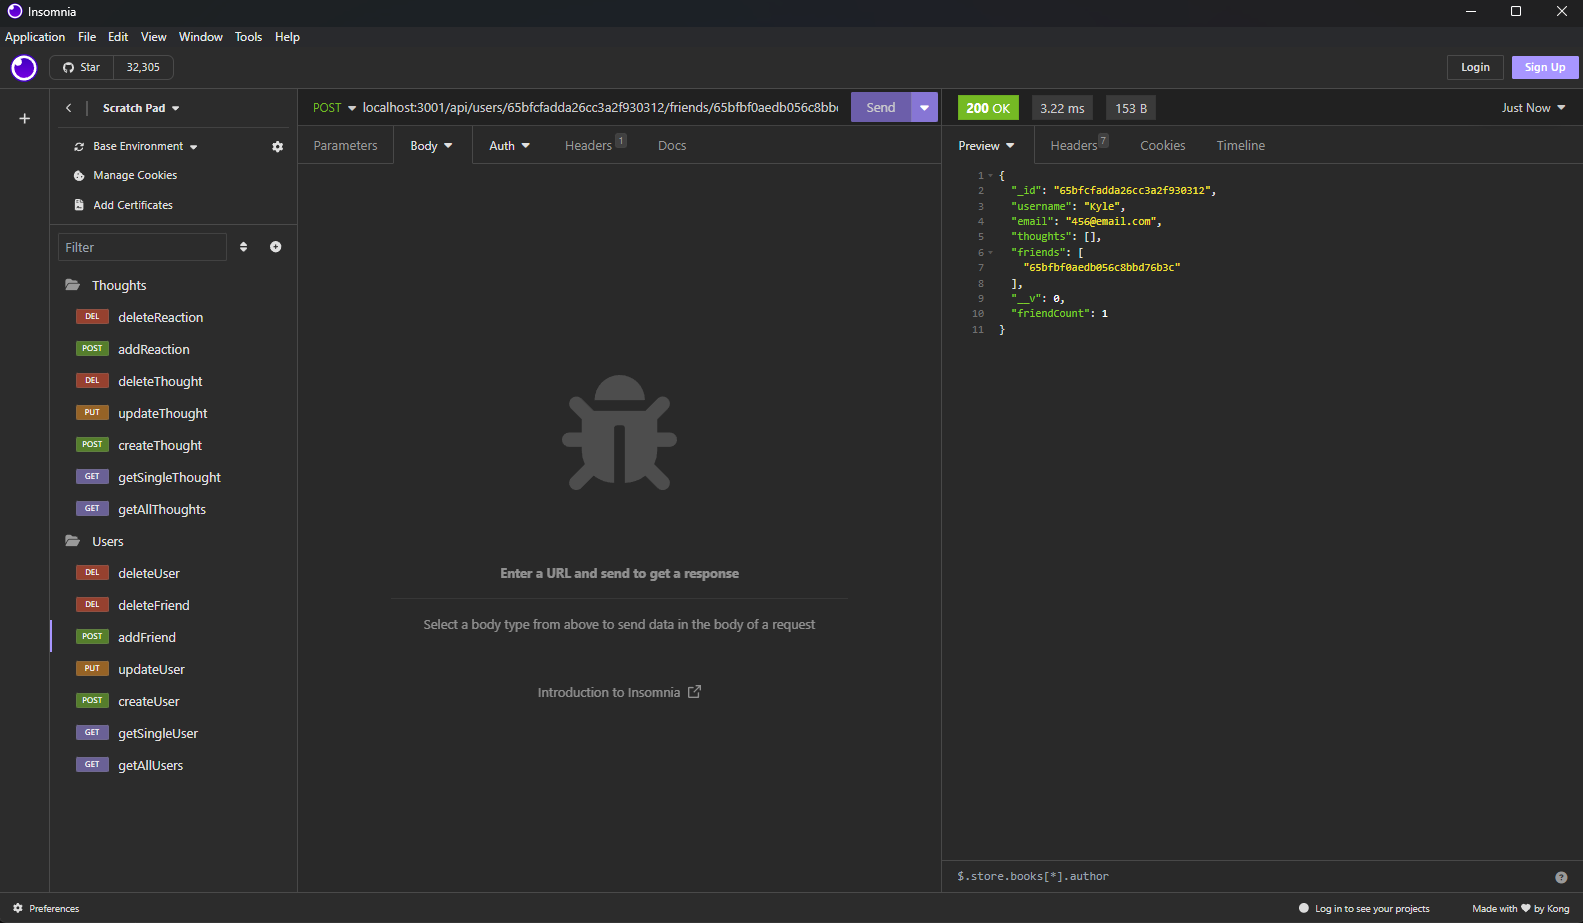 Insomnia
Application File Edit View Window Tools Help
Star 32,305
Login Sign Up
Scratch Pad
Base Environment
Manage Cookies
Add Certificates
Filter
Thoughts
DEL deleteReaction
POST addReaction
DEL deleteThought
PUT updateThought
POST createThought
GET getSingleThought
GET getAllThoughts
Users
DEL deleteUser
DEL deleteFriend
POST addFriend
PUT updateUser
POST createUser
GET getSingleUser
GET getAllUsers
POST localhost:3001/api/users/65bfcfadda26cc3a2f930312/friends/65bfbf0aedb056c8bb
Send
Parameters Body Auth Headers 1 Docs
Enter a URL and send to get a response
Select a body type from above to send data in the body of a request
Introduction to Insomnia
200 OK 3.22 ms 153 B Just Now
Preview Headers 7 Cookies Timeline
1 {
2 "_id": "65bfcfadda26cc3a2f930312",
3 "username": "Kyle",
4 "email": "456@email.com",
5 "thoughts": [],
6 "friends": [
7 "65bfbf0aedb056c8bbd76b3c"
8 ],
9 "__v": 0,
10 "friendCount": 1
11 }
$.store.books[*].author
Preferences
Log in to see your projects Made with ♥ by Kong